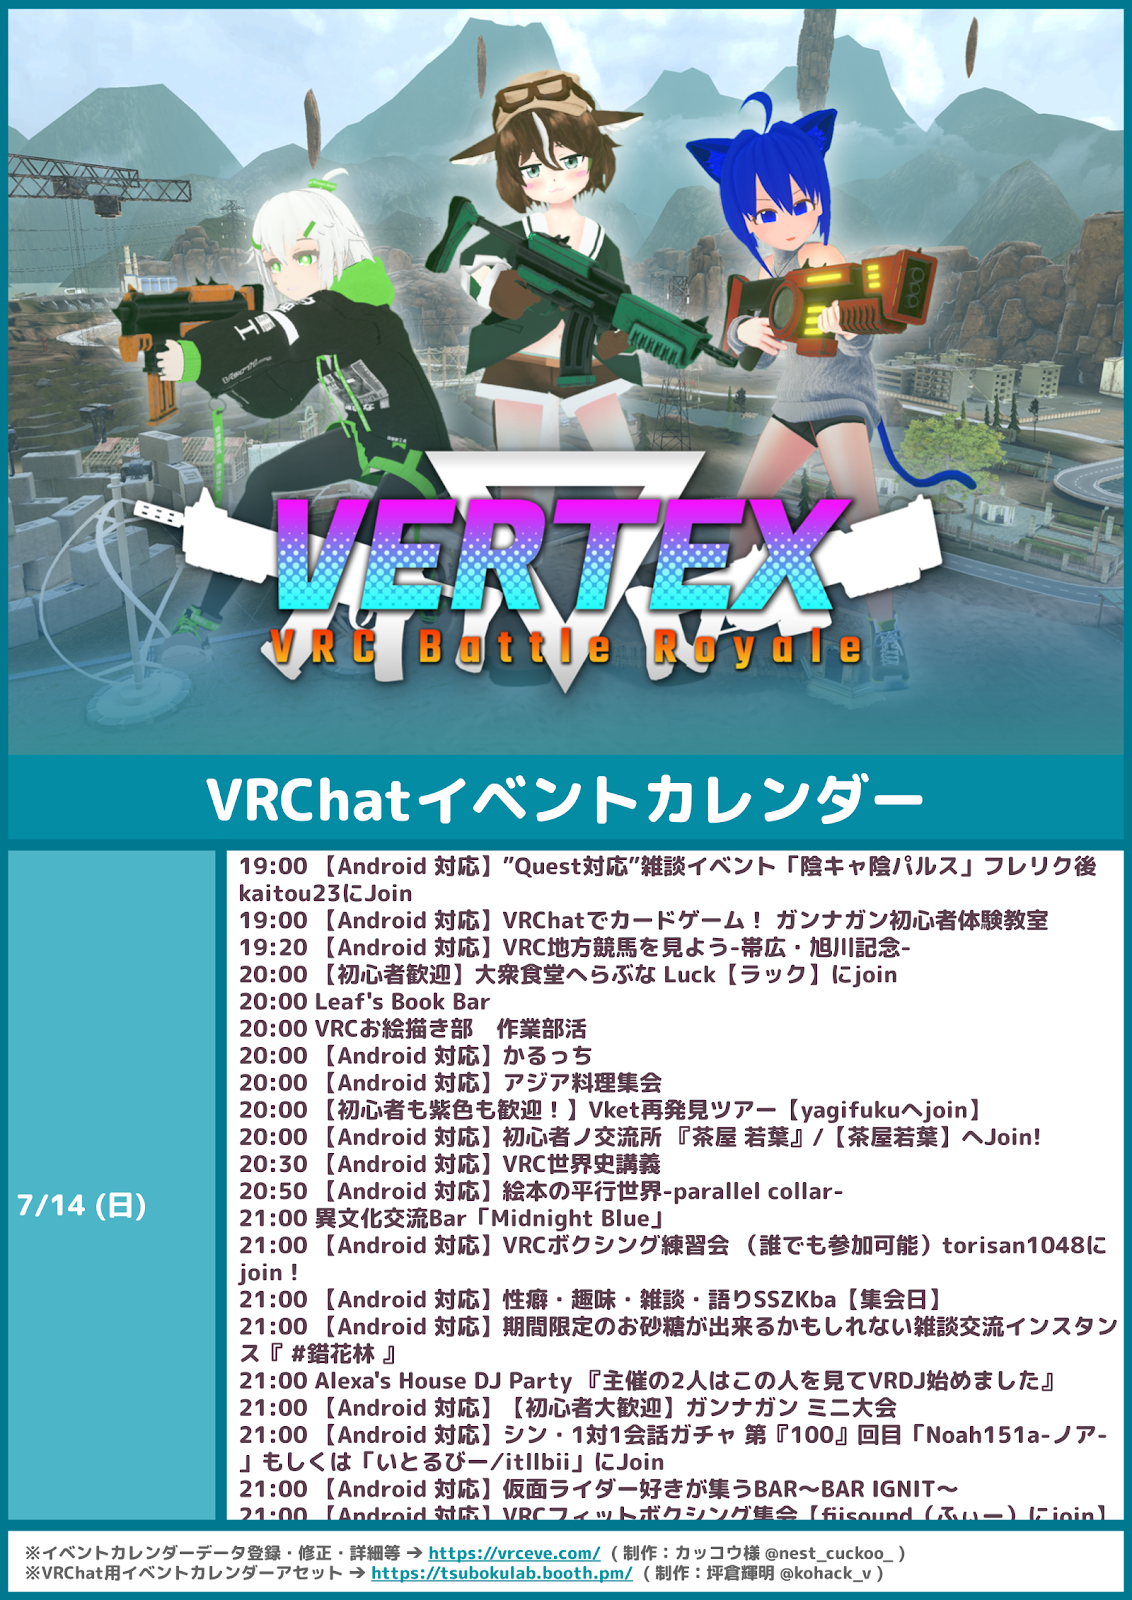 VERTEX
VRC Battle Royale
VRChatイベントカレンダー
7/14 (日)
19:00 【Android 対応】”Quest対応”雑談イベント「陰キャ陰パルス」フレリク後
kaitou23にJoin
19:00 【Android 対応】VRChatでカードゲーム！ ガンナガン初心者体験教室
19:20 【Android 対応】VRC地方競馬を見よう-帯広・旭川記念-
20:00 【初心者歓迎】大衆食堂へらぶな Luck【ラック】にjoin
20:00 Leaf's Book Bar
20:00 VRCお絵描き部　作業部活
20:00 【Android 対応】かるっち
20:00 【Android 対応】アジア料理集会
20:00 【初心者も紫色も歓迎！】Vket再発見ツアー【yagifukuへjoin】
20:00 【Android 対応】初心者ノ交流所 『茶屋 若葉』/【茶屋若葉】へJoin!
20:30 【Android 対応】VRC世界史講義
20:50 【Android 対応】絵本の平行世界-parallel collar-
21:00 異文化交流Bar「Midnight Blue」
21:00 【Android 対応】VRCボクシング練習会 （誰でも参加可能）torisan1048に
join！
21:00 【Android 対応】性癖・趣味・雑談・語りSSZKba【集会日】
21:00 【Android 対応】期間限定のお砂糖が出来るかもしれない雑談交流インスタン
ス『 #錯花林 』
21:00 Alexa's House DJ Party 『主催の2人はこの人を見てVRDJ始めました』
21:00 【Android 対応】【初心者大歓迎】ガンナガン ミニ大会
21:00 【Android 対応】シン・1対1会話ガチャ 第『100』回目「Noah151a-ノア-
」もしくは「いとるびー/itllbii」にJoin
21:00 【Android 対応】仮面ライダー好きが集うBAR～BAR IGNIT～
21:00 【Android 対応】VRCフィットボクシング集会【fijsound（ふぃー）にjoin】
※イベントカレンダーデータ登録・修正・詳細等 → https://vrceve.com/ （ 制作：カッコウ様 @nest_cuckoo_ ）
※VRChat用イベントカレンダーアセット → https://tsubokulab.booth.pm/ （ 制作：坪倉輝明 @kohack_v ）